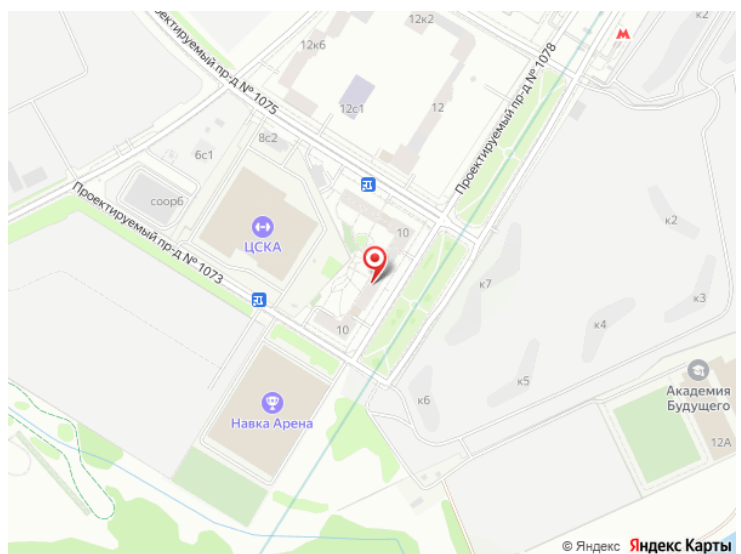 12к2
к2
12к6
Проектируемый пр-д № 1075
Проектируемый пр-д № 1078
12с1
12
8с2
6с1
соор6
Проектируемый пр-д № 1073
ЦСКА
10
к2
к7
к3
к4
10
к5
к6
Академия
Будущего
12А
Навка Арена
© Яндекс Яндекс Карты